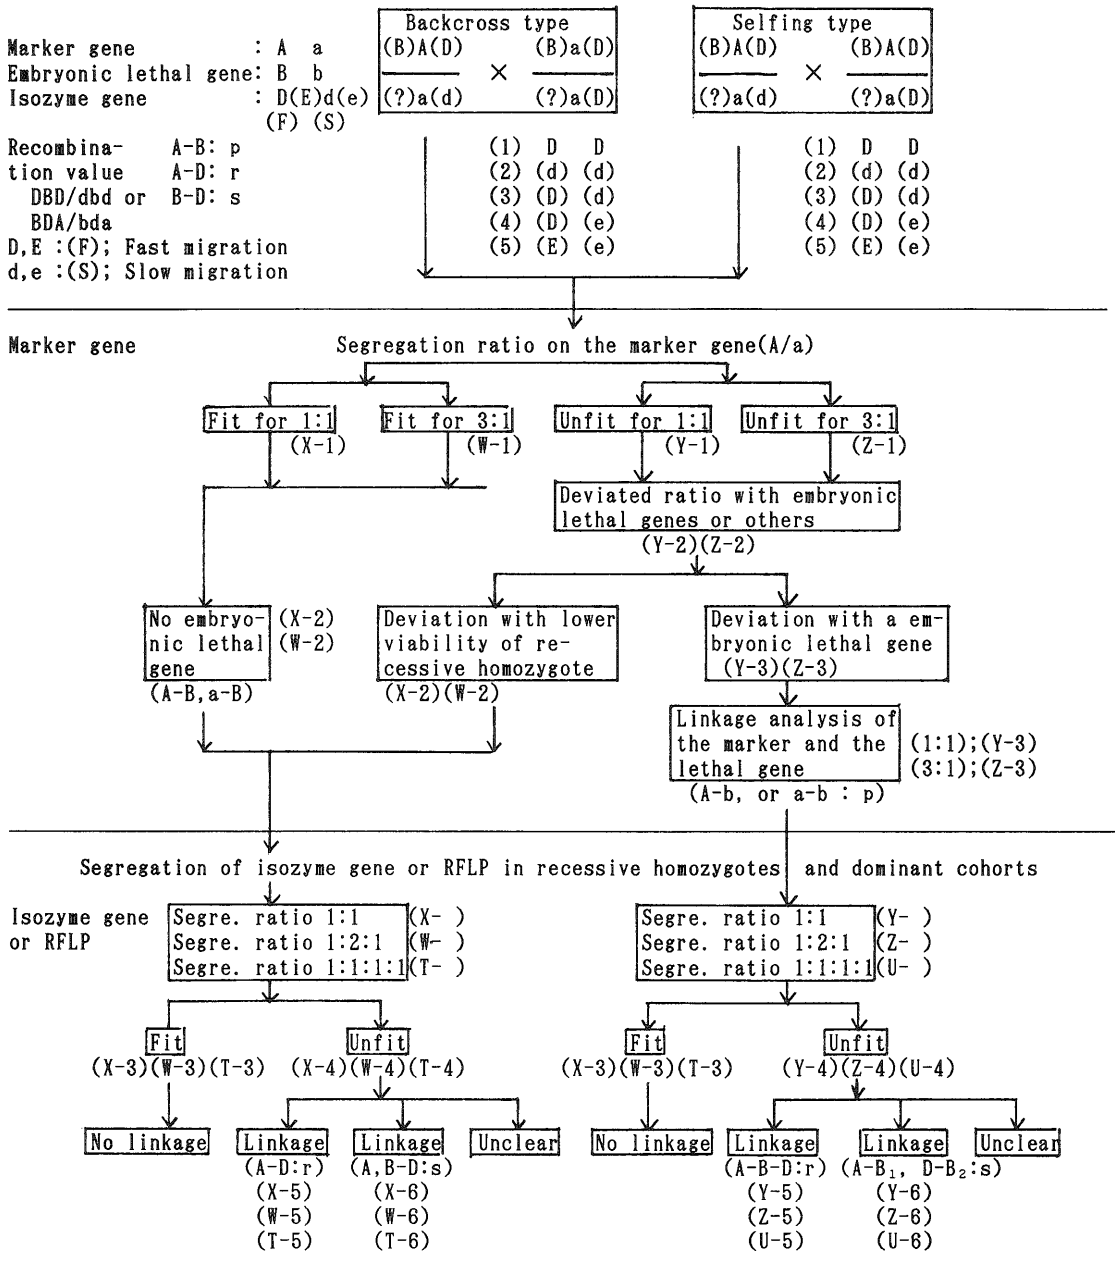 Backcross type
Selfing type
Marker gene : A a (B)A(D) (B)a(D) (B)A(D) (B)A(D)
Embryonic lethal gene: B b × ×
Isozyme gene : D(E)d(e) (?)a(d) (?)a(D) (?)a(d) (?)a(D)
(F) (S)
Recombina- A-B: p (1) D D (1) D D
tion value A-D: r (2) (d) (d) (2) (d) (d)
DBD/dbd or B-D: s (3) (D) (d) (3) (D) (d)
BDA/bda (4) (D) (e) (4) (D) (e)
D,E :(F); Fast migration (5) (E) (e) (5) (E) (e)
d,e :(S); Slow migration
Marker gene Segregation ratio on the marker gene(A/a)
Fit for 1:1 Fit for 3:1 Unfit for 1:1 Unfit for 3:1
(X-1) (W-1) (Y-1) (Z-1)
Deviated ratio with embryonic
lethal genes or others
(Y-2)(Z-2)
No embryo-
nic lethal
gene
(X-2)
(W-2)
(A-B,a-B)
Deviation with lower
viability of re-
cessive homozygote
(X-2)(W-2)
Deviation with a em-
bryonic lethal gene
(Y-3)(Z-3)
Linkage analysis of
the marker and the
lethal gene
(1:1);(Y-3)
(3:1);(Z-3)
(A-b, or a-b : p)
Segregation of isozyme gene or RFLP in recessive homozygotes and dominant cohorts
Isozyme gene
or RFLP
Segre. ratio 1:1 (X- )
Segre. ratio 1:2:1 (W- )
Segre. ratio 1:1:1:1 (T- )
Segre. ratio 1:1 (Y- )
Segre. ratio 1:2:1 (Z- )
Segre. ratio 1:1:1:1 (U- )
Fit Unfit Fit Unfit
(X-3)(W-3)(T-3) (X-4)(W-4)(T-4) (X-3)(W-3)(T-3) (Y-4)(Z-4)(U-4)
No linkage Linkage Linkage Unclear No linkage Linkage Linkage Unclear
(A-D:r) (A,B-D:s) (A-B-D:r) (A-B₁, D-B₂:s)
(X-5) (X-6) (Y-5) (Y-6)
(W-5) (W-6) (Z-5) (Z-6)
(T-5) (T-6) (U-5) (U-6)